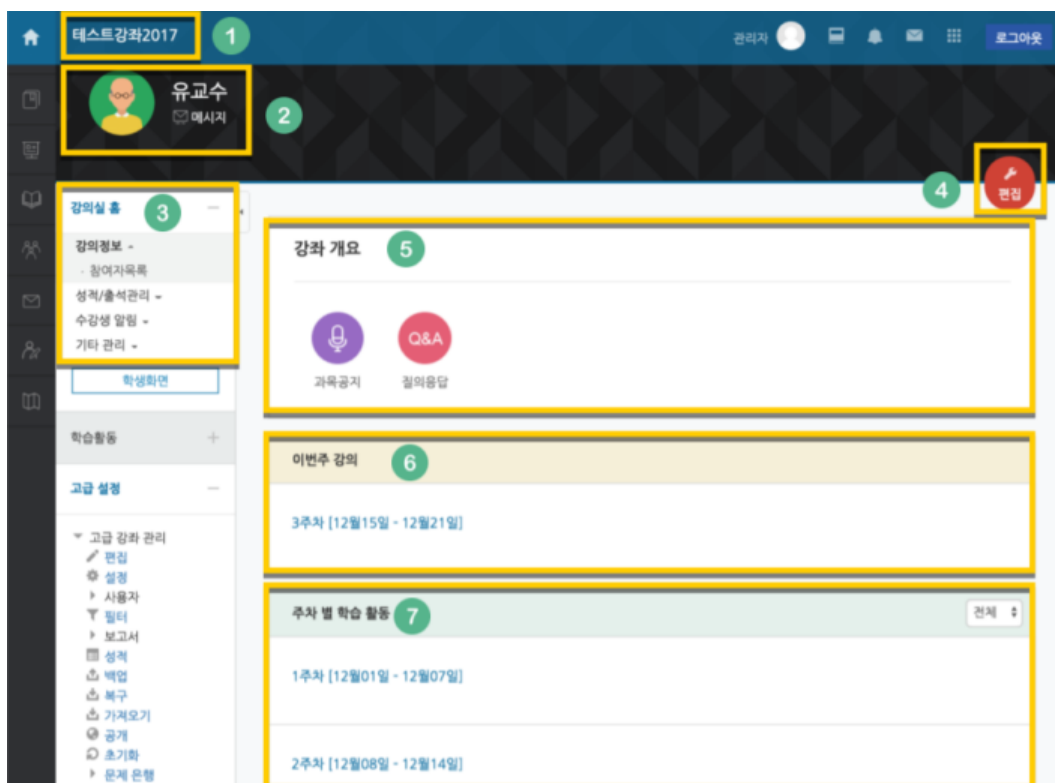 테스트강좌2017
1
관리자
로그아웃
유교수
메시지
2
4
편집
강의실 홈
3
강의정보
참여자목록
성적/출석관리
수강생 알림
기타 관리
학생화면
학습활동
고급 설정
고급 강좌 관리
편집
설정
사용자
필터
보고서
성적
백업
복구
가져오기
공개
초기화
문제 은행
강좌 개요
5
Q&A
과목공지
질의응답
이번주 강의
6
3주차 [12월15일 - 12월21일]
주차 별 학습 활동
7
전체
1주차 [12월01일 - 12월07일]
2주차 [12월08일 - 12월14일]